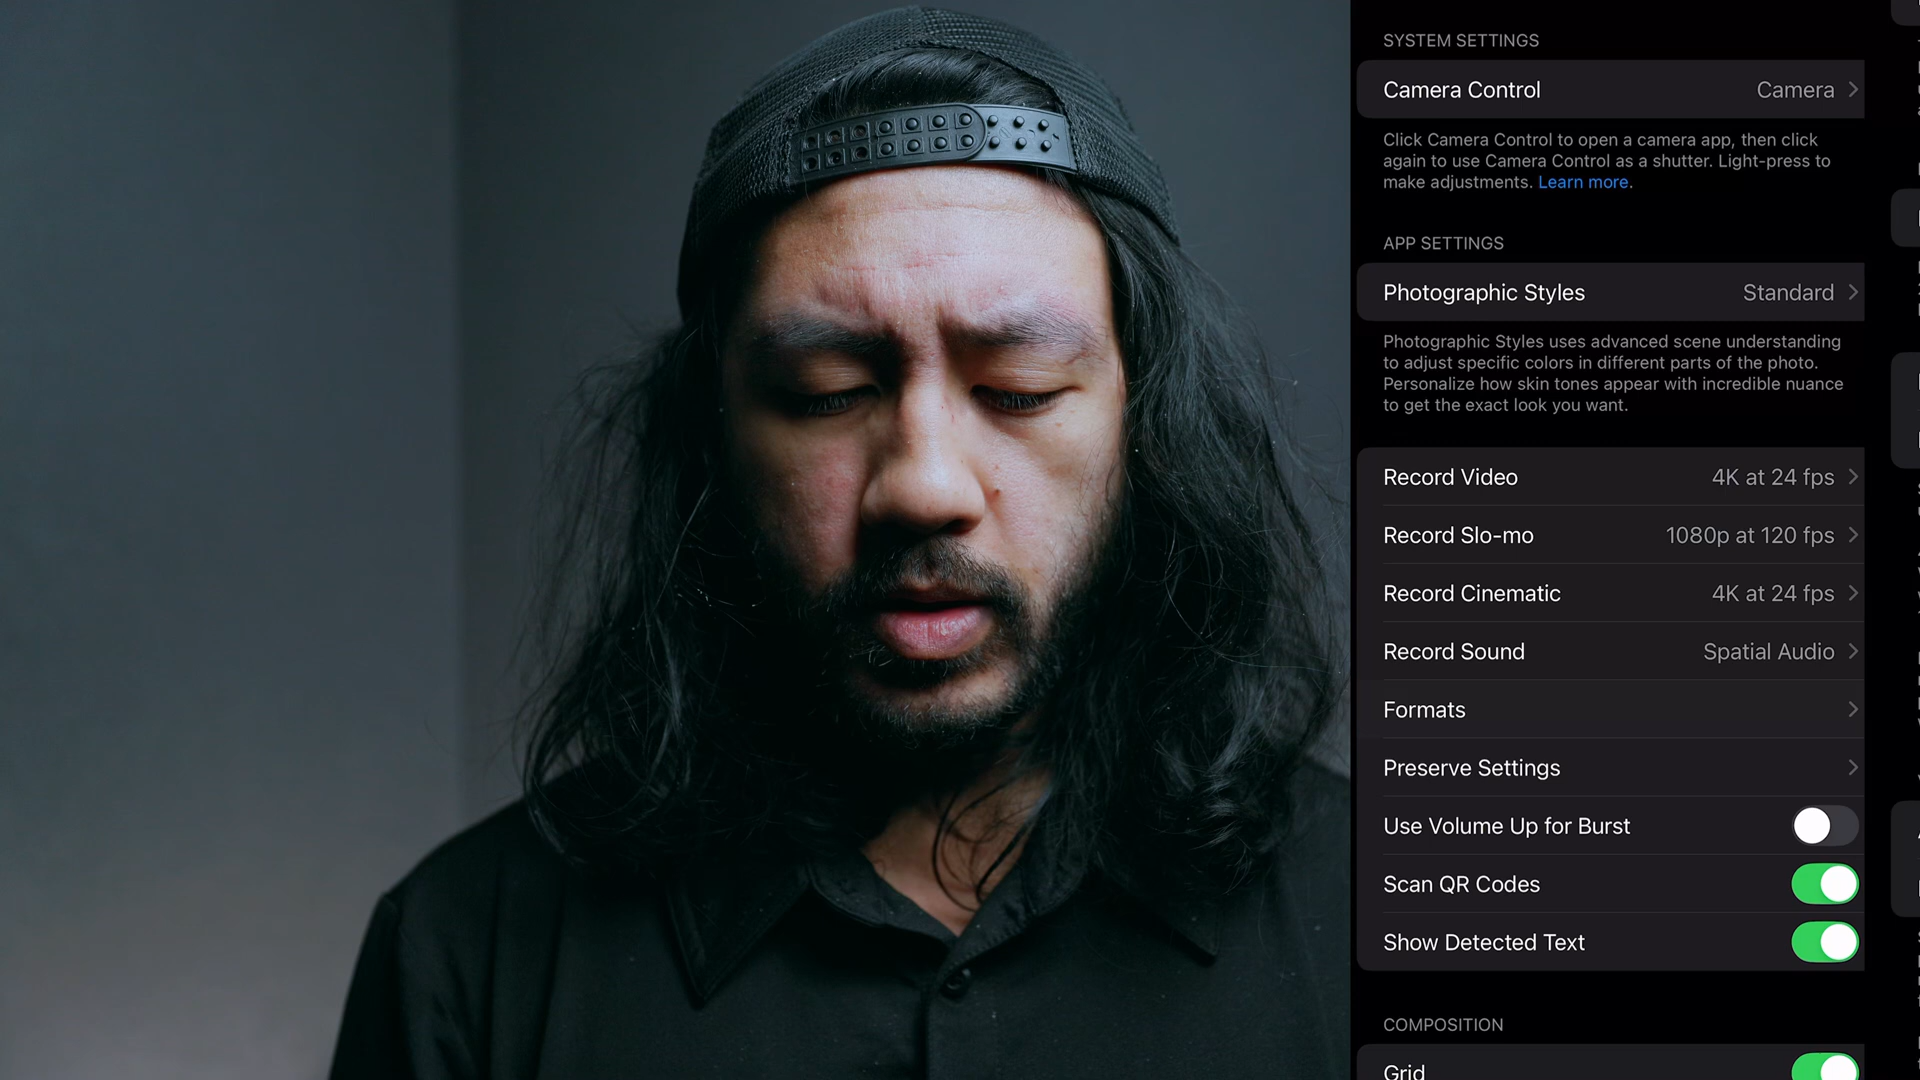 SYSTEM SETTINGS
Camera Control Camera
Click Camera Control to open a camera app, then click
again to use Camera Control as a shutter. Light-press to
make adjustments. Learn more.
APP SETTINGS
Photographic Styles Standard
Photographic Styles uses advanced scene understanding
to adjust specific colors in different parts of the photo.
Personalize how skin tones appear with incredible nuance
to get the exact look you want.
Record Video 4K at 24 fps
Record Slo-mo 1080p at 120 fps
Record Cinematic 4K at 24 fps
Record Sound Spatial Audio
Formats
Preserve Settings
Use Volume Up for Burst
Scan QR Codes
Show Detected Text
COMPOSITION
Grid